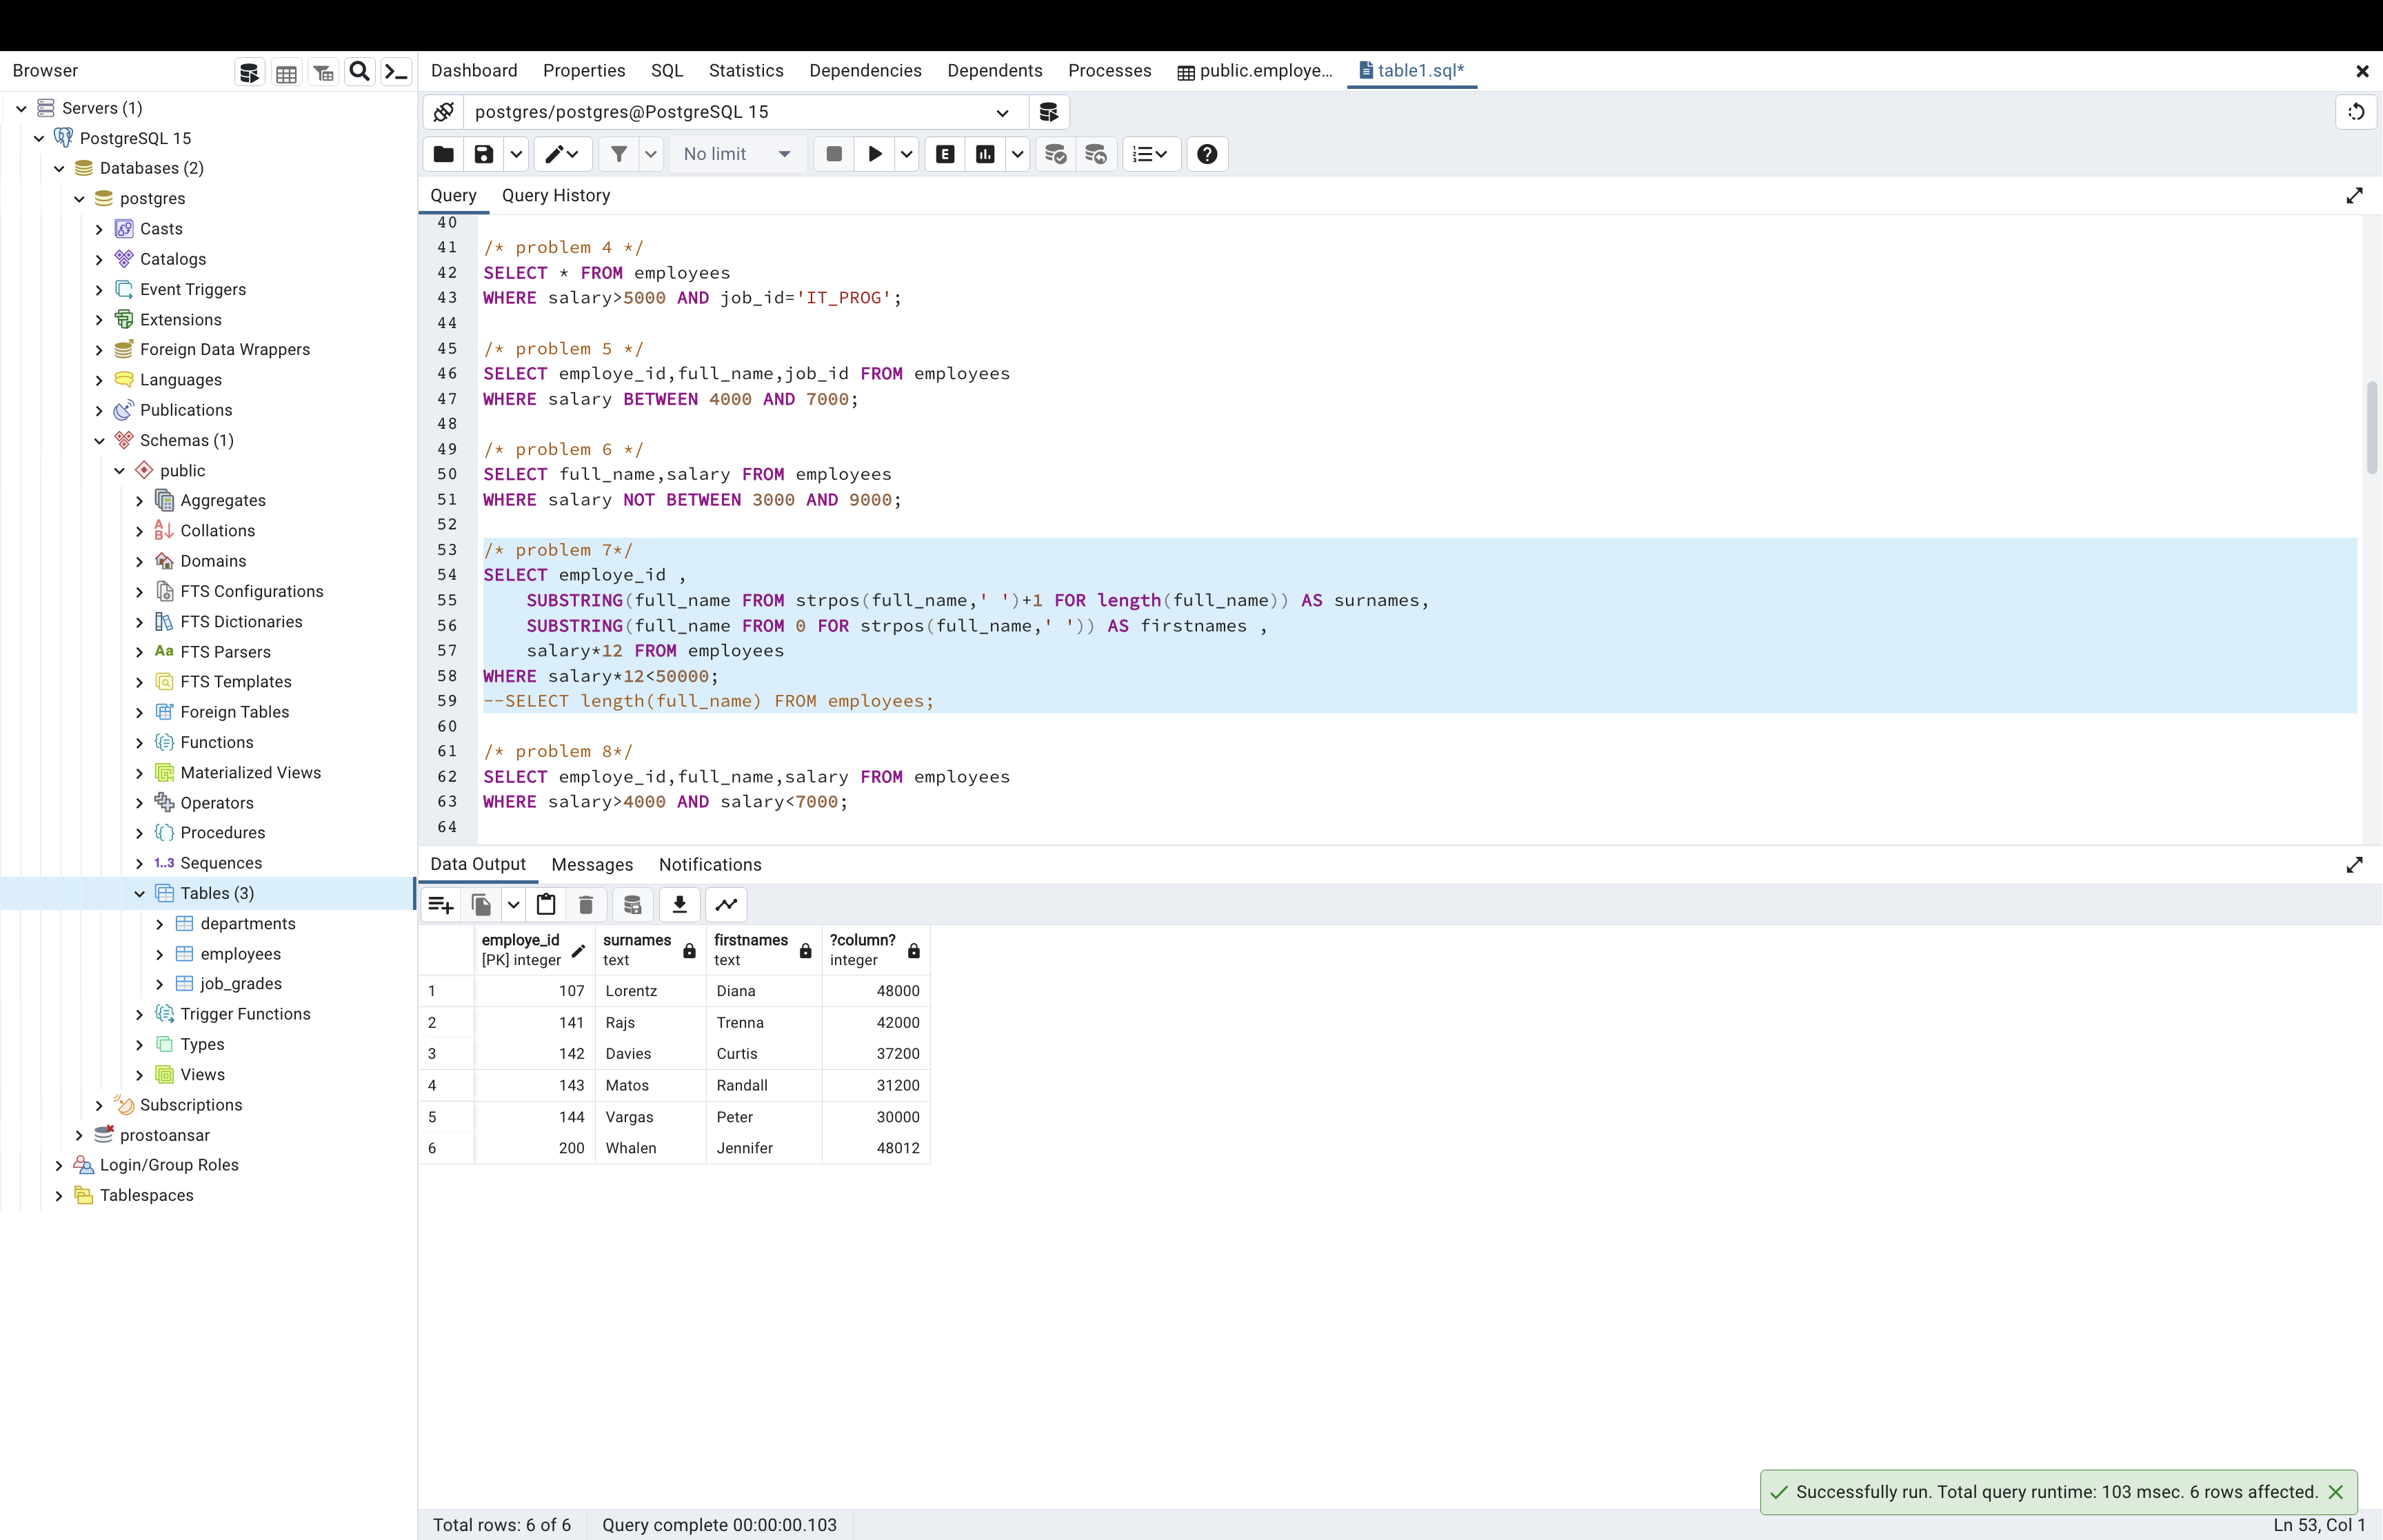 Browser
Dashboard Properties SQL Statistics Dependencies Dependents Processes public.employe... table1.sql*
Servers (1)
PostgreSQL 15
Databases (2)
postgres
Casts
Catalogs
Event Triggers
Extensions
Foreign Data Wrappers
Languages
Publications
Schemas (1)
public
Aggregates
Collations
Domains
FTS Configurations
FTS Dictionaries
Aa FTS Parsers
FTS Templates
Foreign Tables
Functions
Materialized Views
Operators
Procedures
1..3 Sequences
Tables (3)
departments
employees
job_grades
Trigger Functions
Types
Views
Subscriptions
prostoansar
Login/Group Roles
Tablespaces
postgres/postgres@PostgreSQL 15
No limit
E
Query Query History
40
41 /* problem 4 */
42 SELECT * FROM employees
43 WHERE salary>5000 AND job_id='IT_PROG';
44
45 /* problem 5 */
46 SELECT employe_id,full_name,job_id FROM employees
47 WHERE salary BETWEEN 4000 AND 7000;
48
49 /* problem 6 */
50 SELECT full_name,salary FROM employees
51 WHERE salary NOT BETWEEN 3000 AND 9000;
52
53 /* problem 7*/
54 SELECT employe_id ,
55 SUBSTRING(full_name FROM strpos(full_name,' ')+1 FOR length(full_name)) AS surnames,
56 SUBSTRING(full_name FROM 0 FOR strpos(full_name,' ')) AS firstnames ,
57 salary*12 FROM employees
58 WHERE salary*12<50000;
59 --SELECT length(full_name) FROM employees;
60
61 /* problem 8*/
62 SELECT employe_id,full_name,salary FROM employees
63 WHERE salary>4000 AND salary<7000;
64
Data Output Messages Notifications
employe_id surnames firstnames ?column?
[PK] integer text text integer
1 107 Lorentz Diana 48000
2 141 Rajs Trenna 42000
3 142 Davies Curtis 37200
4 143 Matos Randall 31200
5 144 Vargas Peter 30000
6 200 Whalen Jennifer 48012
Successfully run. Total query runtime: 103 msec. 6 rows affected.
Total rows: 6 of 6 Query complete 00:00:00.103 Ln 53, Col 1